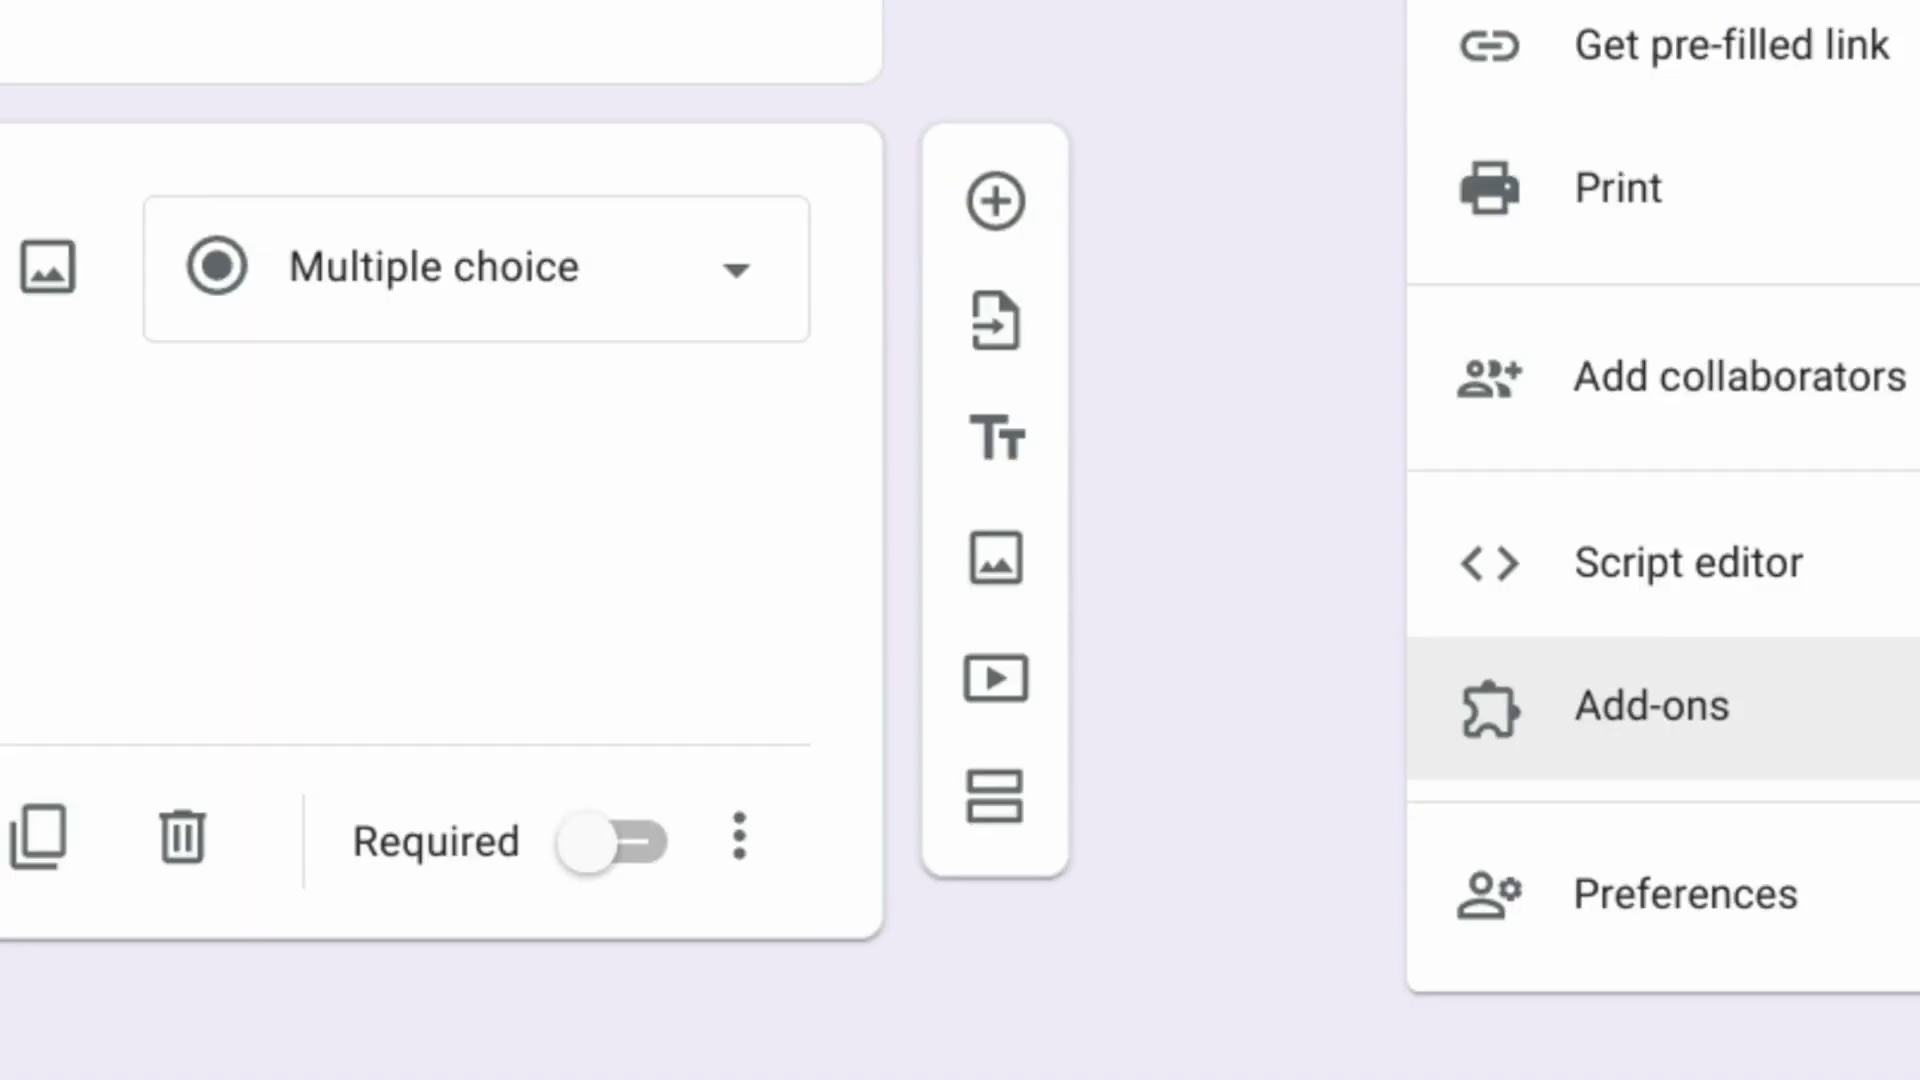 Multiple choice
Required
Get pre-filled link
Print
Add collaborators
Script editor
Add-ons
Preferences